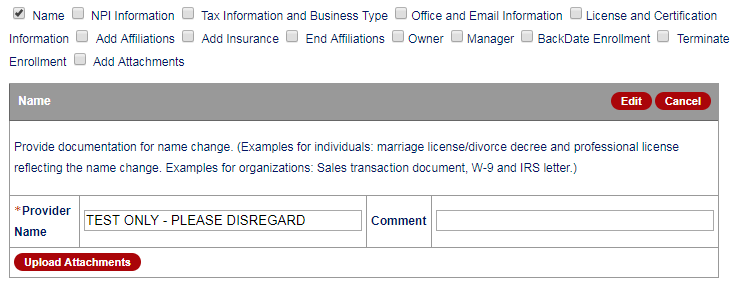 Name NPI Information Tax Information and Business Type Office and Email Information License and Certification
Information Add Affiliations Add Insurance End Affiliations Owner Manager BackDate Enrollment Terminate
Enrollment Add Attachments
Name Edit Cancel
Provide documentation for name change. (Examples for individuals: marriage license/divorce decree and professional license
reflecting the name change. Examples for organizations: Sales transaction document, W-9 and IRS letter.)
*Provider
Name TEST ONLY - PLEASE DISREGARD Comment
Upload Attachments